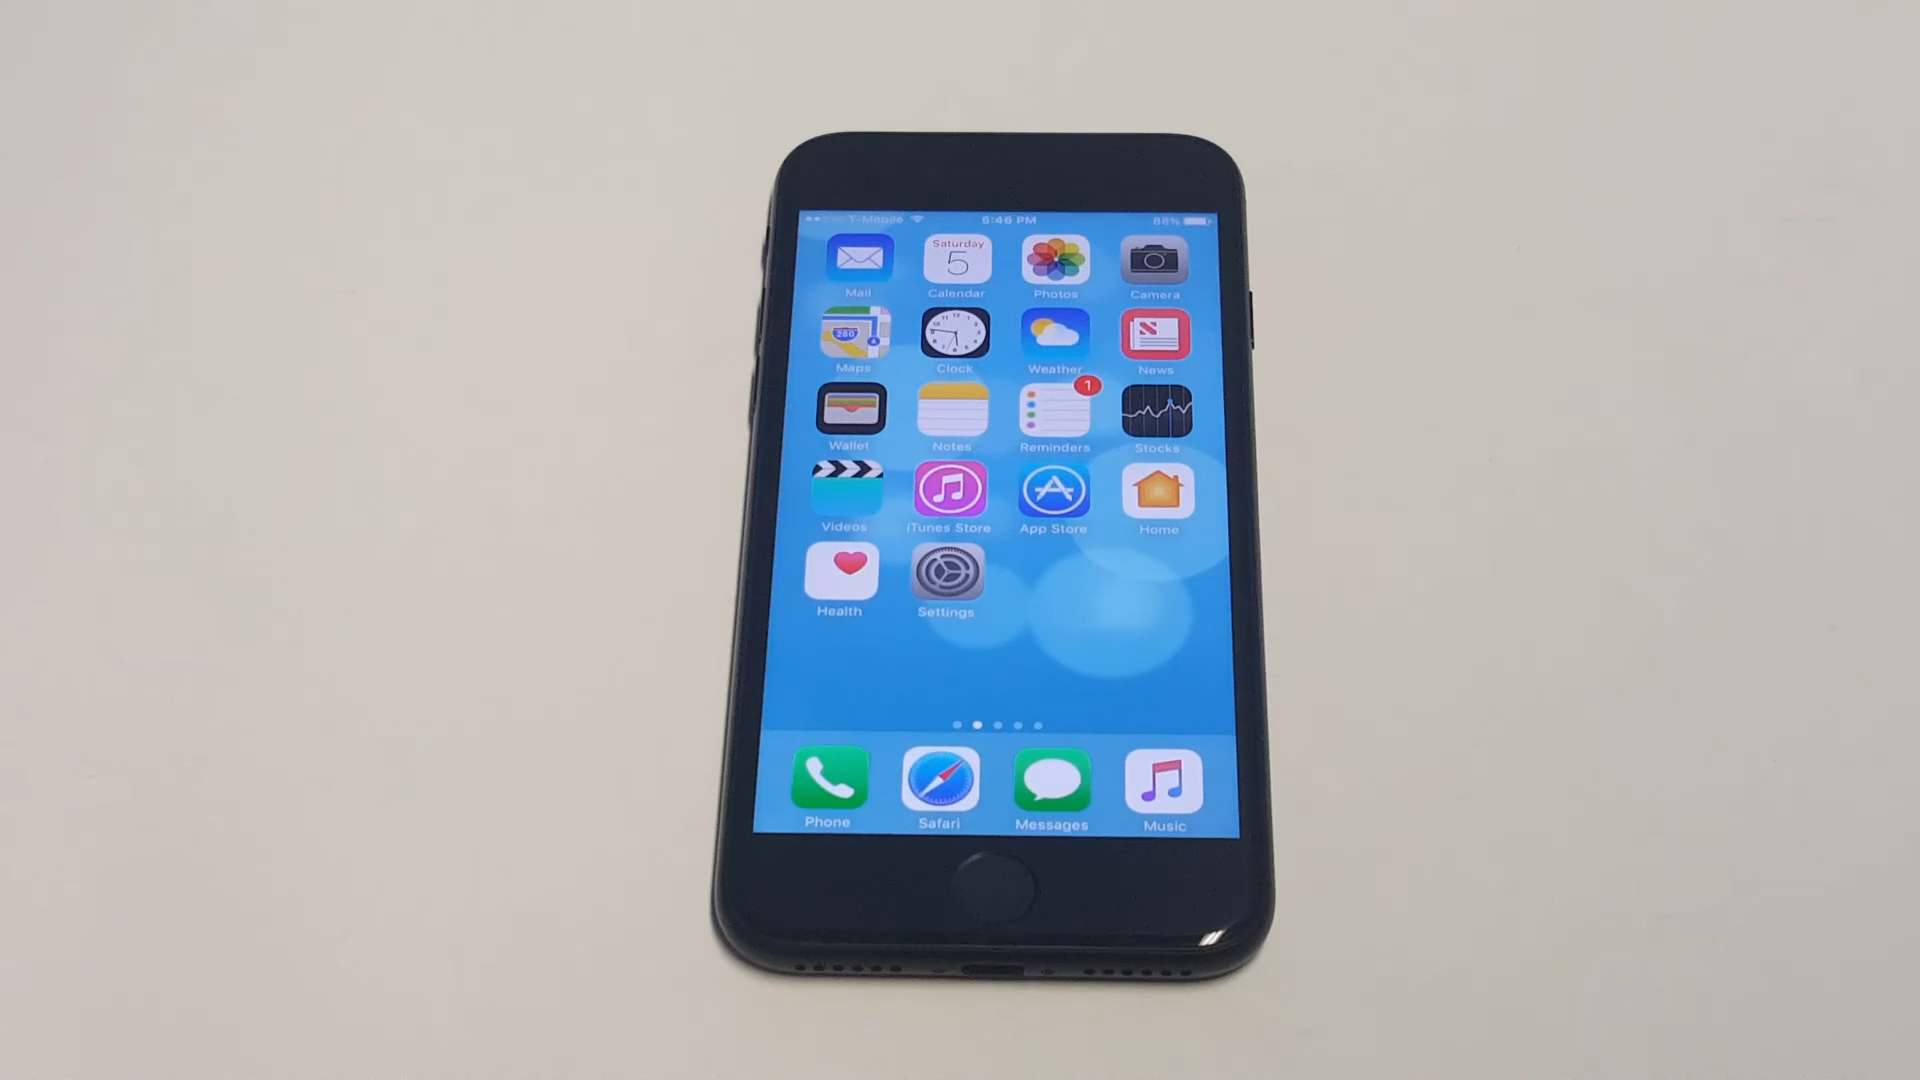 T-Mobile 5:46 PM 86%
Saturday
5
Mail Calendar Photos Camera
280
Maps Clock Weather News
1
Wallet Notes Reminders Stocks
Videos iTunes Store App Store Home
Health Settings
Phone Safari Messages Music